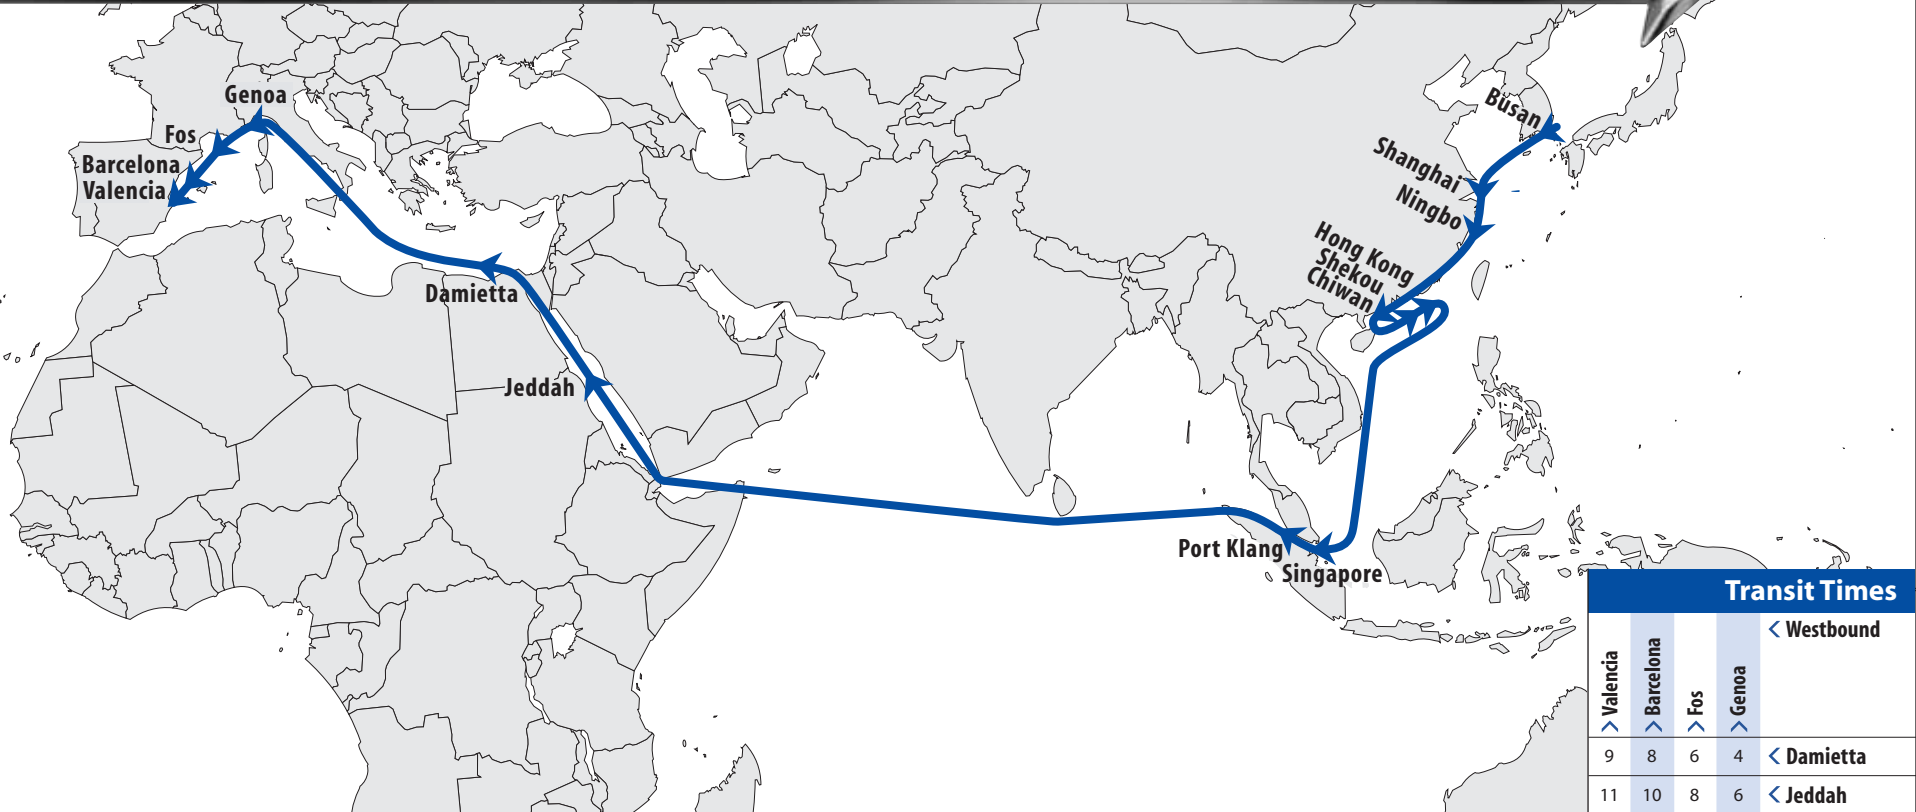 Genoa
Fos
Barcelona
Valencia
Busan
Shanghai
Ningbo
Hong Kong
Shekou
Chiwan
Damietta
Jeddah
Port Klang
Singapore
Transit Times
Valencia Barcelona Fos Genoa < Westbound
9 8 6 4 < Damietta
11 10 8 6 < Jeddah